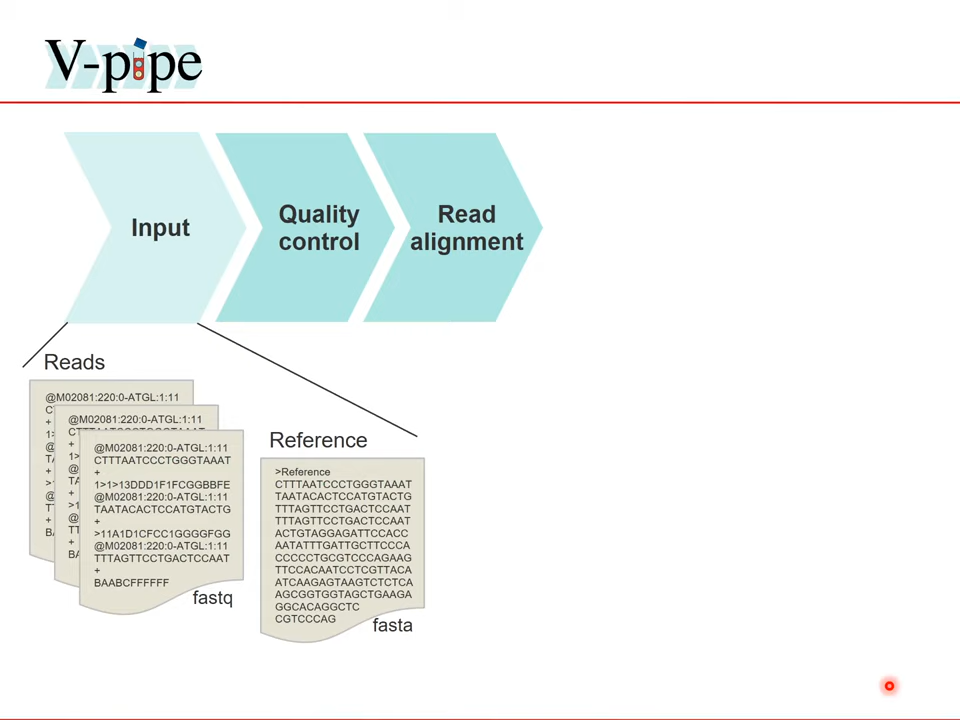 V-pipe
Input
Quality
control
Read
alignment
Reads
@M02081:220:0-ATGL:1:11
@M02081:220:0-ATGL:1:11
@M02081:220:0-ATGL:1:11
CTTTAATCCCTGGGTAAAT
+
1>1>13DDD1F1FCGGBBFE
@M02081:220:0-ATGL:1:11
TAATACACTCCATGTACTG
+
>11A1D1CFCC1GGGGFGG
@M02081:220:0-ATGL:1:11
TTTAGTTCCTGACTCCAAT
+
BAABCFFFFFF
fastq
Reference
>Reference
CTTTAATCCCTGGGTAAAT
TAATACACTCCATGTACTG
TTTAGTTCCTGACTCCAAT
TTTAGTTCCTGACTCCAAT
ACTGTAGGAGATTCCACC
AATATTTGATTGCTTCCCA
CCCCCTGCGTCCCAGAAG
TTCCACAATCCTCGTTACA
ATCAAGAGTAAGTCTCTCA
AGCGGTGGTAGCTGAAGA
GGCACAGGCTC
CGTCCCAG
fasta